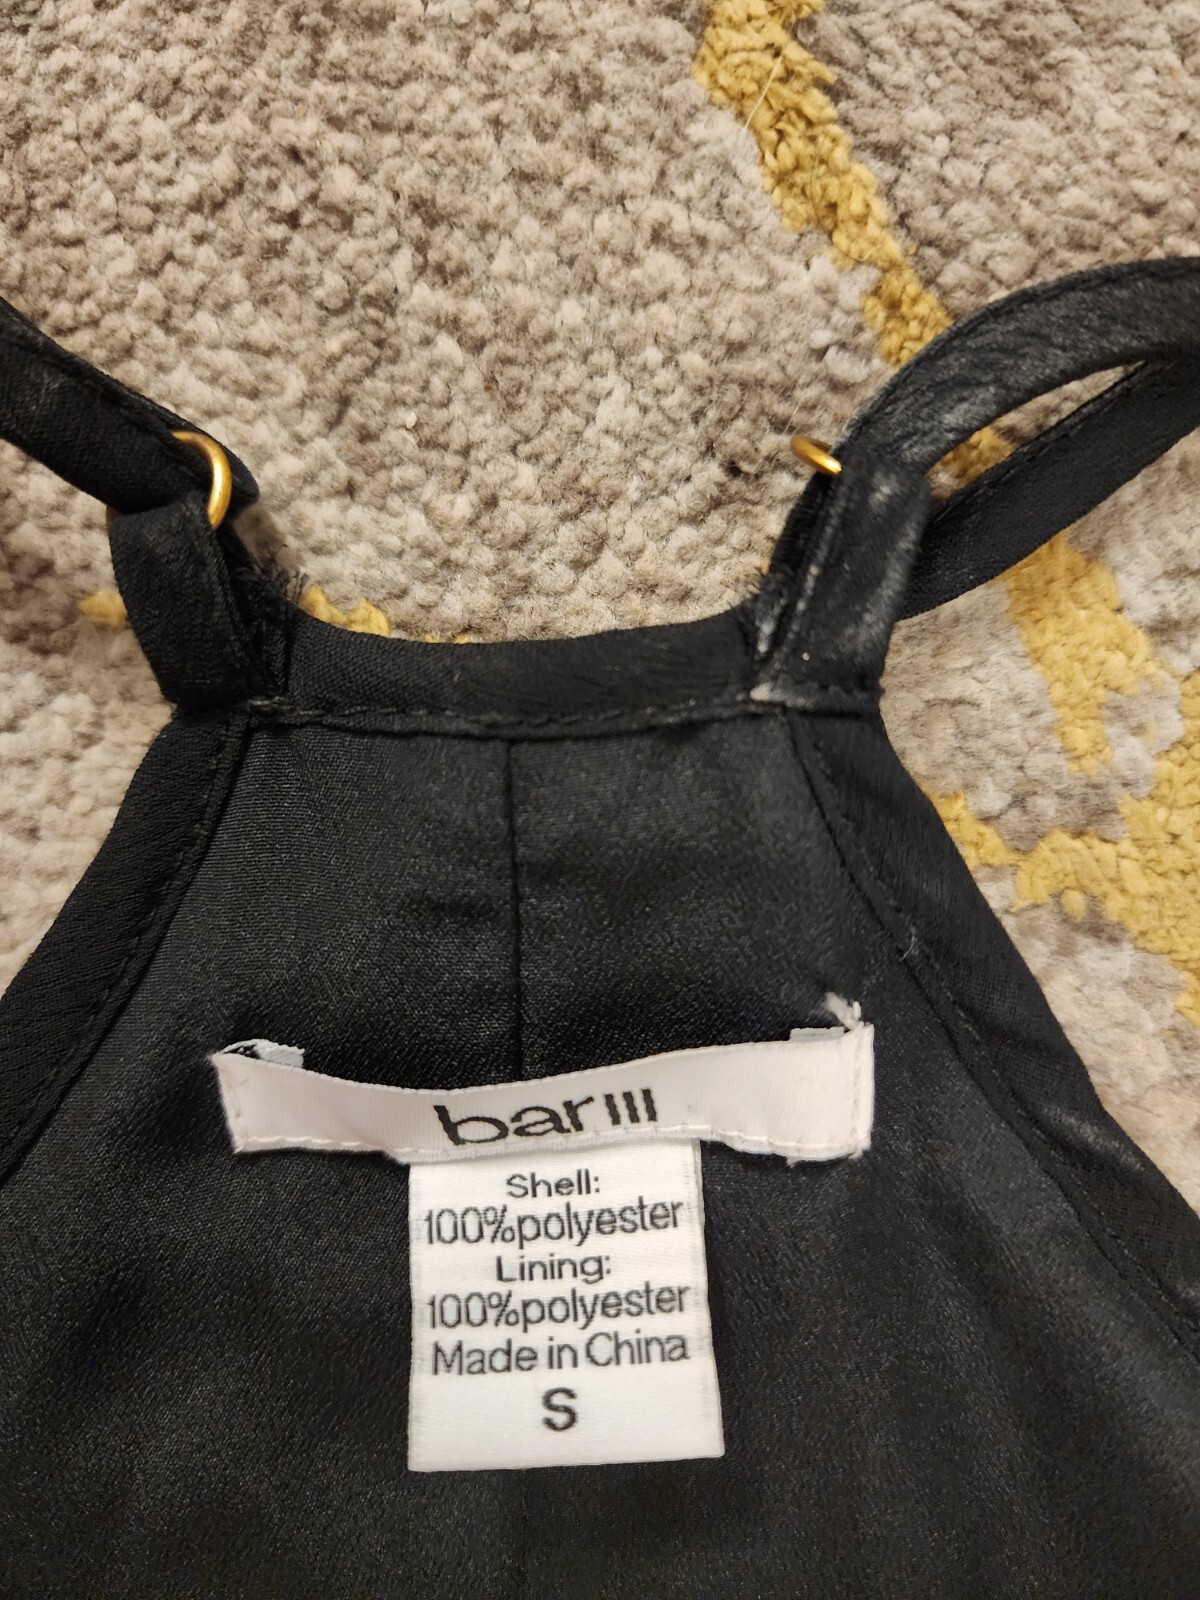 bar III
Shell:
100%polyester
Lining:
100%polyester
Made in China
S